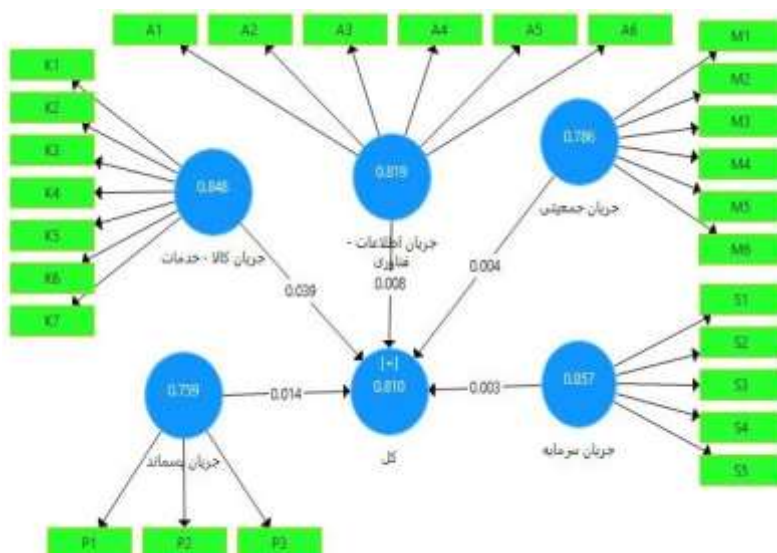 A1
A2
A3
A4
A5
A6
K1
K2
K3
K4
K5
K6
K7
M1
M2
M3
M4
M5
M6
0.848
جریان کالا - خدمات
0.819
جریان اطلاعات -
فناوری
0.786
جریان جمعیتی
0.039
0.008
0.004
S1
S2
S3
S4
S5
0.739
جریان پسماند
0.014
[+]
0.810
کل
0.003
0.857
جریان سرمایه
P1
P2
P3